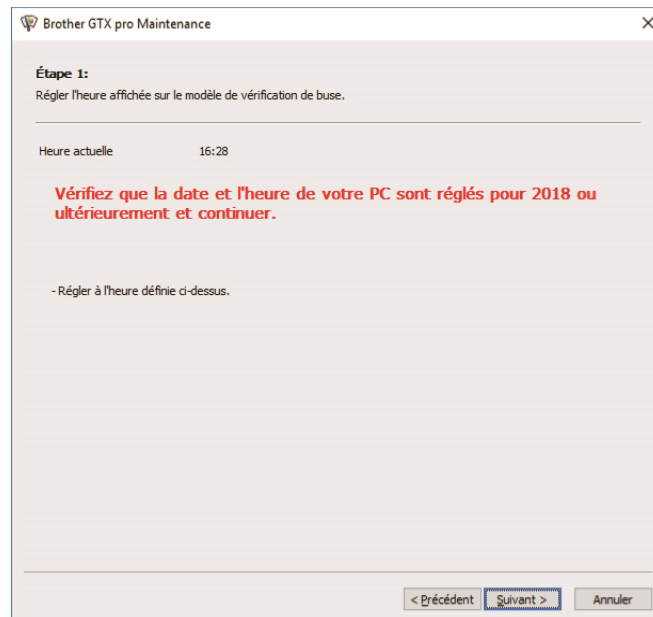 Brother GTX pro Maintenance
Étape 1:
Régler l'heure affichée sur le modèle de vérification de buse.
Heure actuelle 16:28
Vérifiez que la date et l'heure de votre PC sont réglés pour 2018 ou
ultérieurement et continuer.
- Régler à l'heure définie ci-dessus.
< Précédent Suivant > Annuler